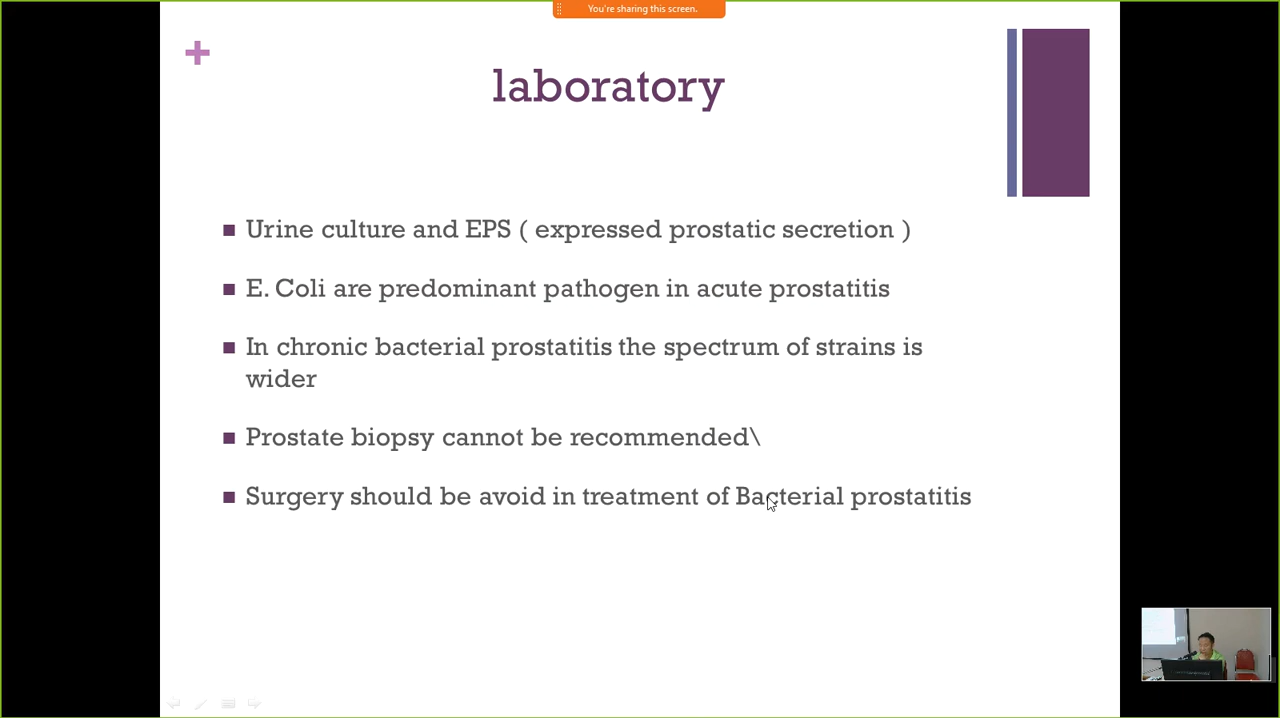 You're sharing this screen.
laboratory
Urine culture and EPS ( expressed prostatic secretion )
E. Coli are predominant pathogen in acute prostatitis
In chronic bacterial prostatitis the spectrum of strains is
wider
Prostate biopsy cannot be recommended\
Surgery should be avoid in treatment of Bacterial prostatitis